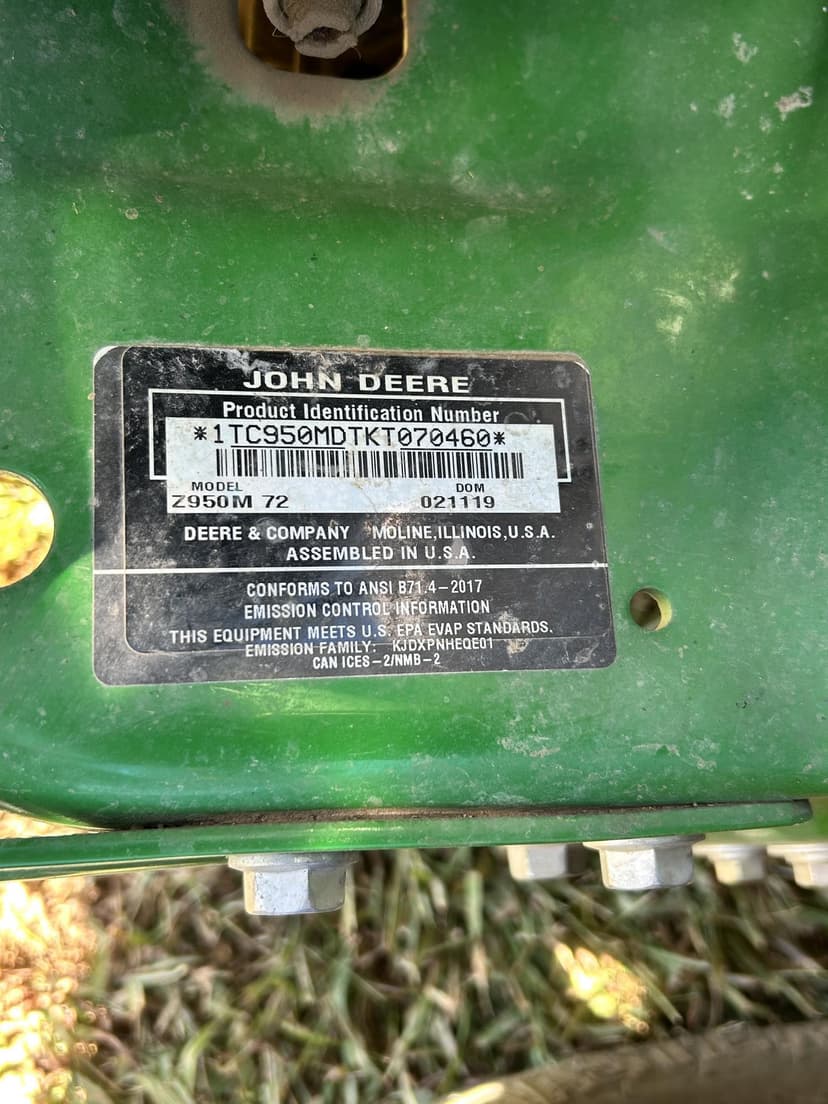 JOHN DEERE
Product Identification Number
*1TC950MDTKT070460*
MODEL DOM
Z950M 72 021119
DEERE & COMPANY MOLINE, ILLINOIS, U.S.A.
ASSEMBLED IN U.S.A.
CONFORMS TO ANSI B71.4-2017
EMISSION CONTROL INFORMATION
THIS EQUIPMENT MEETS U.S. EPA EVAP STANDARDS.
EMISSION FAMILY: KJDXPNHEQE01
CAN ICES-2/NMB-2